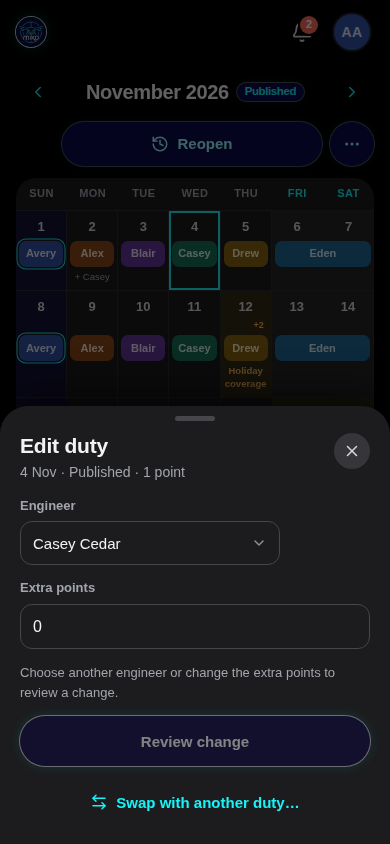 2
AA
November 2026 Published
Reopen
SUN MON TUE WED THU FRI SAT
1 2 3 4 5 6 7
Avery Alex Blair Casey Drew Eden
+ Casey
8 9 10 11 12 13 14
+2
Avery Alex Blair Casey Drew Eden
Holiday
coverage
Edit duty
4 Nov · Published · 1 point
Engineer
Casey Cedar
Extra points
0
Choose another engineer or change the extra points to
review a change.
Review change
Swap with another duty…